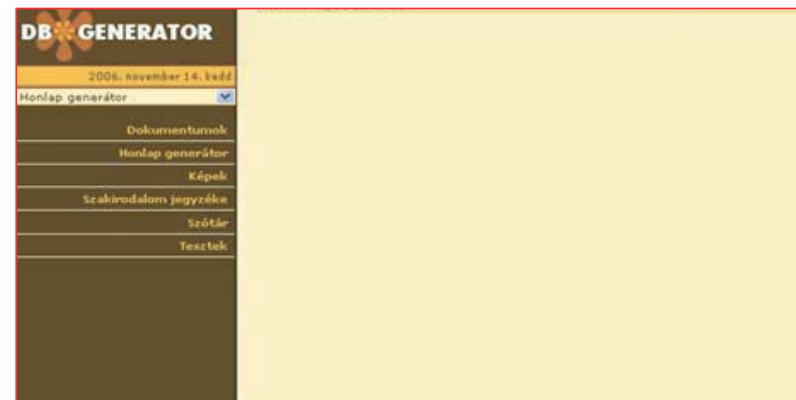 DB GENERATOR
2006. november 14. kedd
Honlap generátor
Dokumentumok
Honlap generátor
Képek
Szakirodalom jegyzéke
Szótár
Tesztek